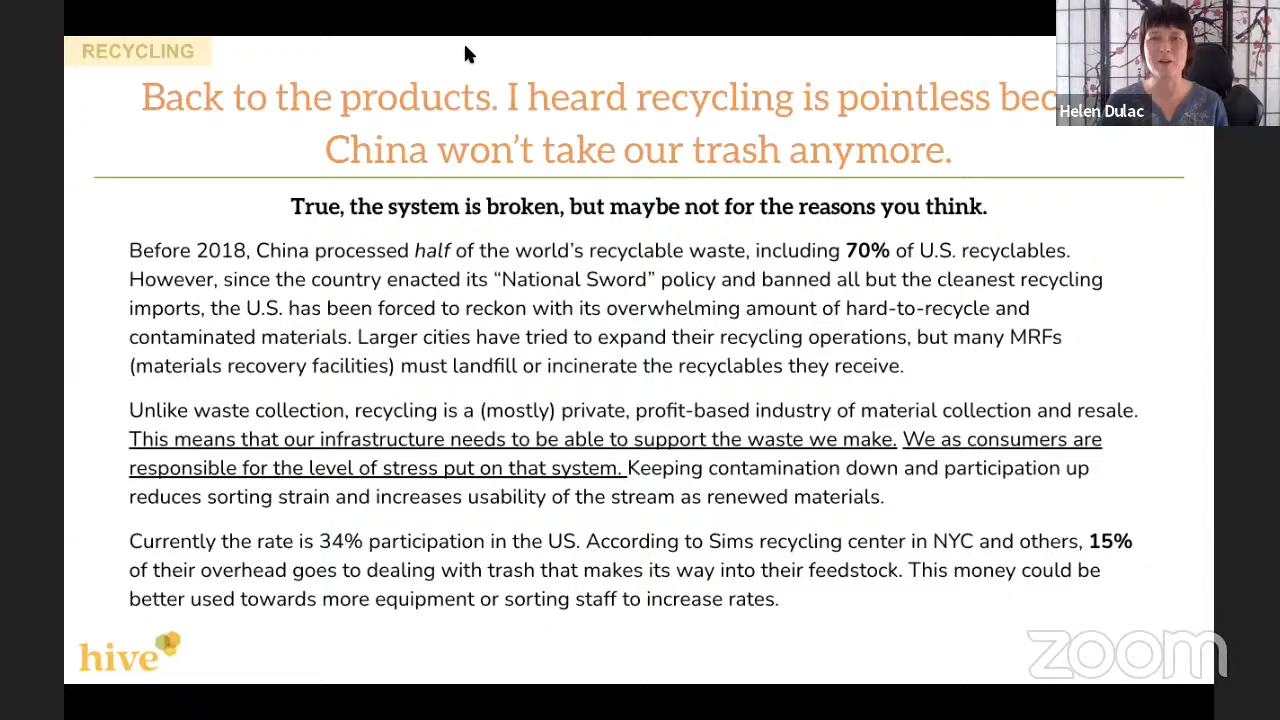 RECYCLING
Back to the products. I heard recycling is pointless bec
China won't take our trash anymore.
Helen Dulac
True, the system is broken, but maybe not for the reasons you think.
Before 2018, China processed half of the world's recyclable waste, including 70% of U.S. recyclables.
However, since the country enacted its “National Sword” policy and banned all but the cleanest recycling
imports, the U.S. has been forced to reckon with its overwhelming amount of hard-to-recycle and
contaminated materials. Larger cities have tried to expand their recycling operations, but many MRFs
(materials recovery facilities) must landfill or incinerate the recyclables they receive.
Unlike waste collection, recycling is a (mostly) private, profit-based industry of material collection and resale.
This means that our infrastructure needs to be able to support the waste we make. We as consumers are
responsible for the level of stress put on that system. Keeping contamination down and participation up
reduces sorting strain and increases usability of the stream as renewed materials.
Currently the rate is 34% participation in the US. According to Sims recycling center in NYC and others, 15%
of their overhead goes to dealing with trash that makes its way into their feedstock. This money could be
better used towards more equipment or sorting staff to increase rates.
hive
zoom